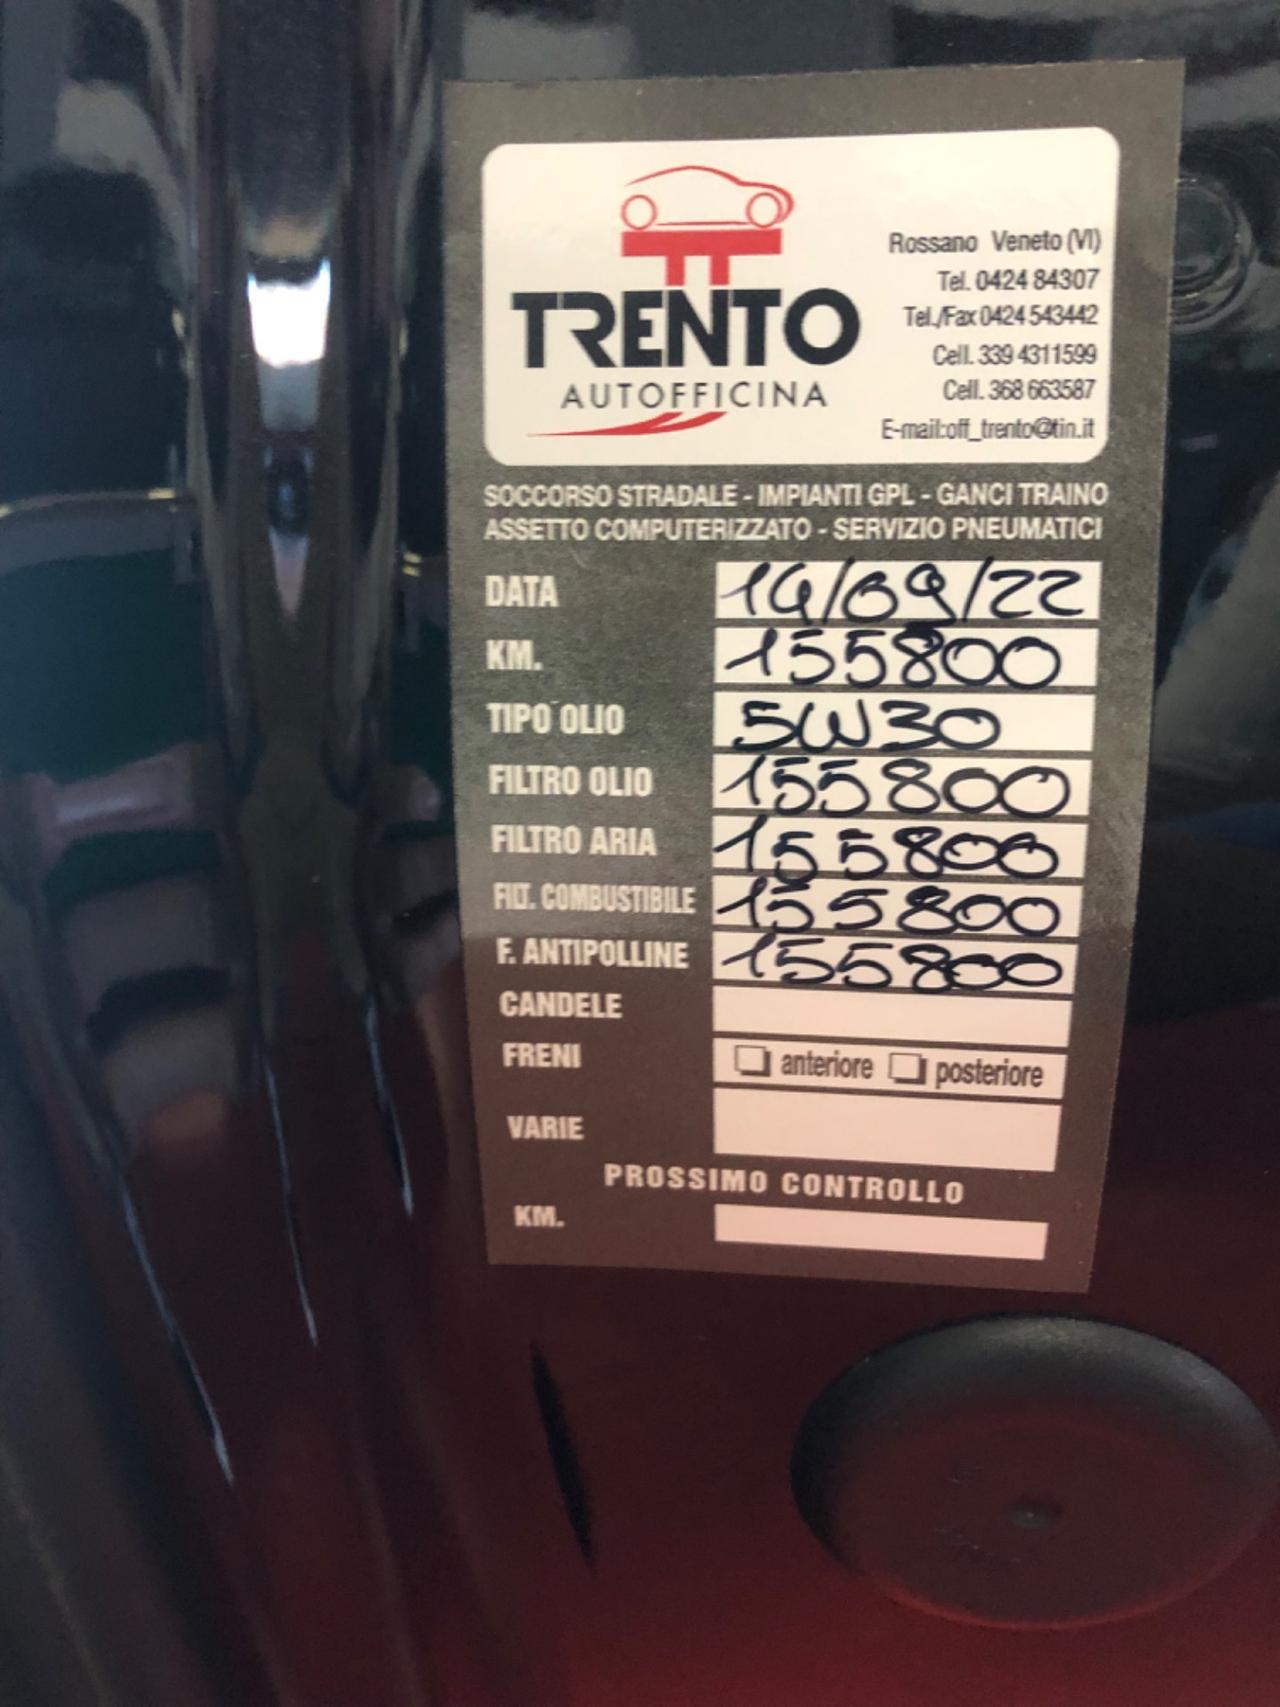 TRENTO
AUTOFFICINA
Rossano Veneto (VI)
Tel. 0424 84307
Tel./Fax 0424 543442
Cell. 339 4311599
Cell. 368 663587
E-mail:off_trento@tin.it
SOCCORSO STRADALE - IMPIANTI GPL - GANCI TRAINO
ASSETTO COMPUTERIZZATO - SERVIZIO PNEUMATICI
DATA 14/09/22
KM. 155800
TIPO OLIO 5W30
FILTRO OLIO 155800
FILTRO ARIA 155800
FILT. COMBUSTIBILE 155800
F. ANTIPOLLINE 155800
CANDELE
FRENI anteriore posteriore
VARIE
PROSSIMO CONTROLLO
KM.